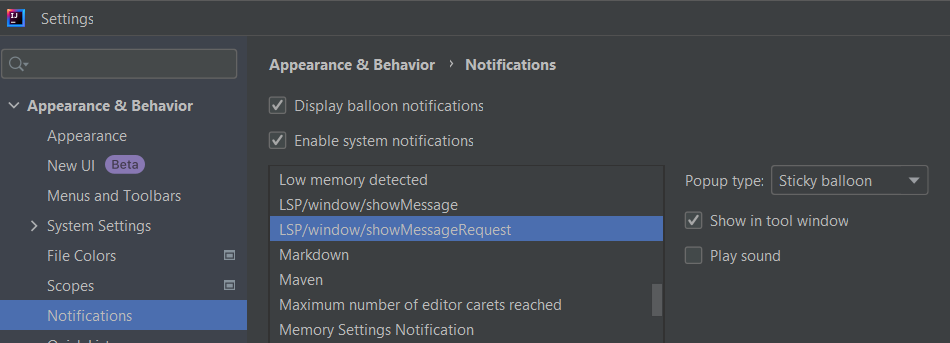 Settings
Appearance & Behavior
Appearance
New UI Beta
Menus and Toolbars
System Settings
File Colors
Scopes
Notifications
Appearance & Behavior › Notifications
Display balloon notifications
Enable system notifications
Low memory detected
LSP/window/showMessage
LSP/window/showMessageRequest
Markdown
Maven
Maximum number of editor carets reached
Memory Settings Notification
Popup type: Sticky balloon
Show in tool window
Play sound